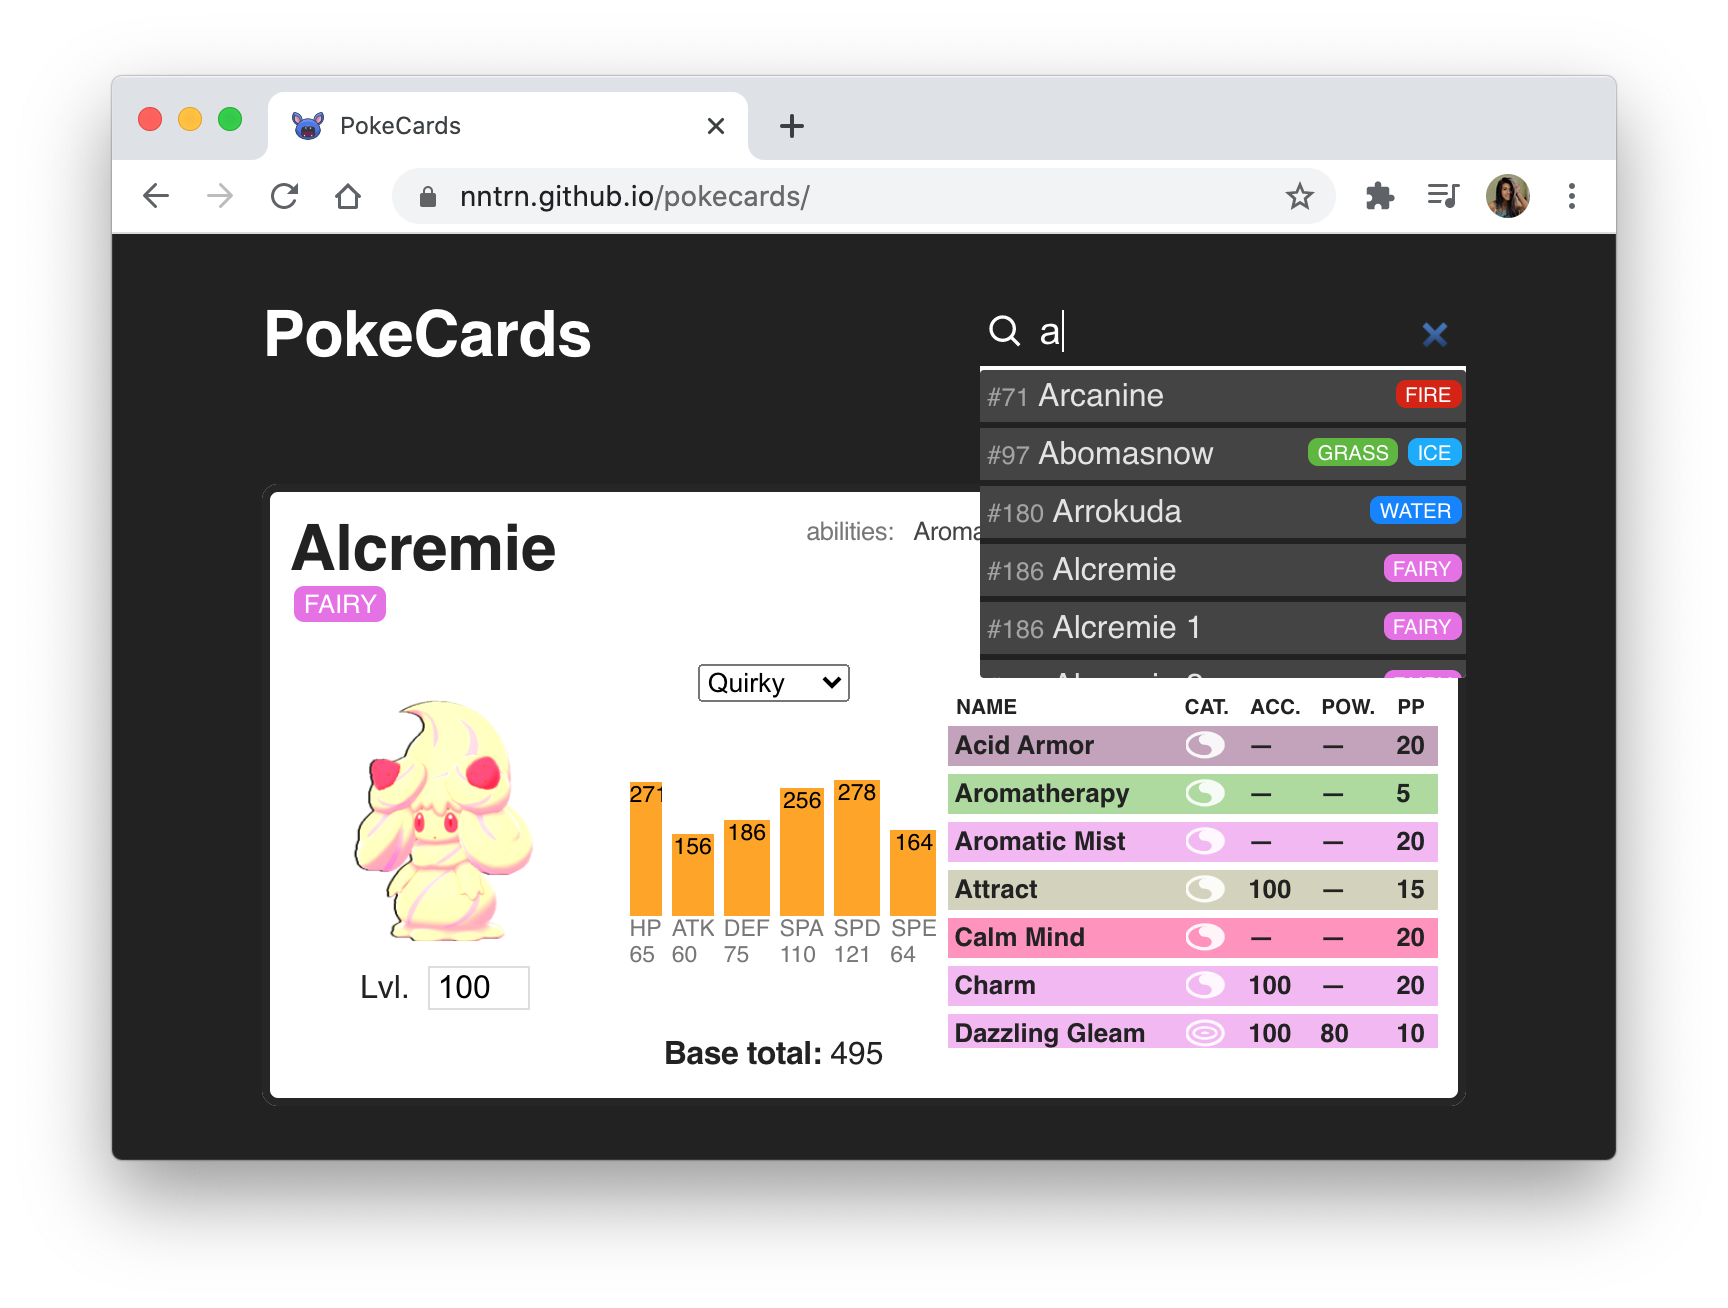 PokeCards
nntrn.github.io/pokecards/
PokeCards
a
#71 Arcanine FIRE
#97 Abomasnow GRASS ICE
#180 Arrokuda WATER
#186 Alcremie FAIRY
#186 Alcremie 1 FAIRY
Alcremie
FAIRY
abilities: Aroma
Quirky
271 156 186 256 278 164
HP ATK DEF SPA SPD SPE
65 60 75 110 121 64
Lvl. 100
Base total: 495
NAME CAT. ACC. POW. PP
Acid Armor — — 20
Aromatherapy — — 5
Aromatic Mist — — 20
Attract 100 — 15
Calm Mind — — 20
Charm 100 — 20
Dazzling Gleam 100 80 10